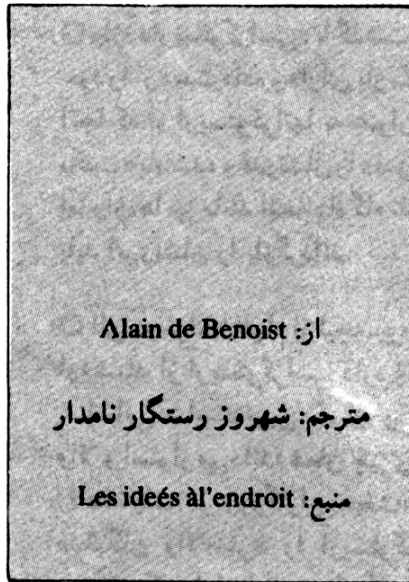 از: Alain de Benoist
مترجم: شهروز رستگار نامدار
منبع: Les ideés àl'endroit